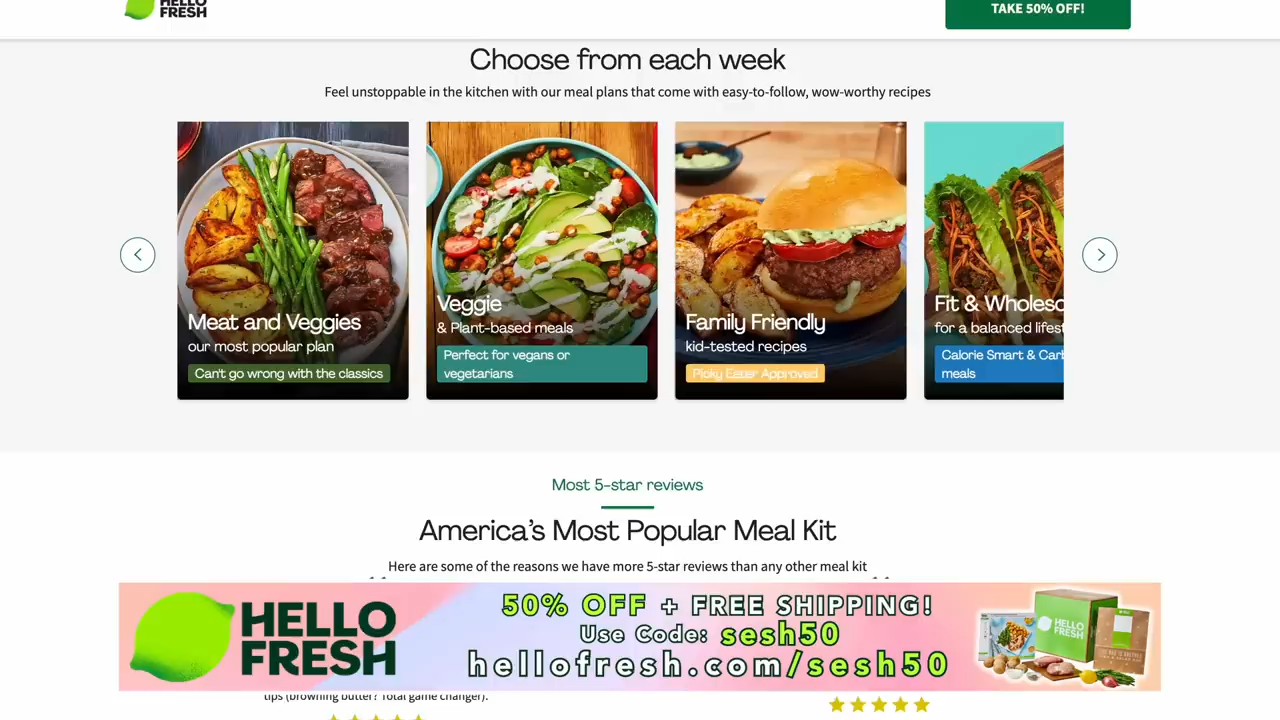 HELLO
FRESH
TAKE 50% OFF!
Choose from each week
Feel unstoppable in the kitchen with our meal plans that come with easy-to-follow, wow-worthy recipes
Meat and Veggies
our most popular plan
Can't go wrong with the classics
Veggie
& Plant-based meals
Perfect for vegans or
vegetarians
Family Friendly
kid-tested recipes
Picky Eater Approved
Fit & Wholeso
for a balanced lifest
Calorie Smart & Carb
meals
Most 5-star reviews
America's Most Popular Meal Kit
Here are some of the reasons we have more 5-star reviews than any other meal kit
HELLO
FRESH
50% OFF + FREE SHIPPING!
Use Code: sesh50
hellofresh.com/sesh50
HELLO
FRESH
tips (browning butter? Total game changer).